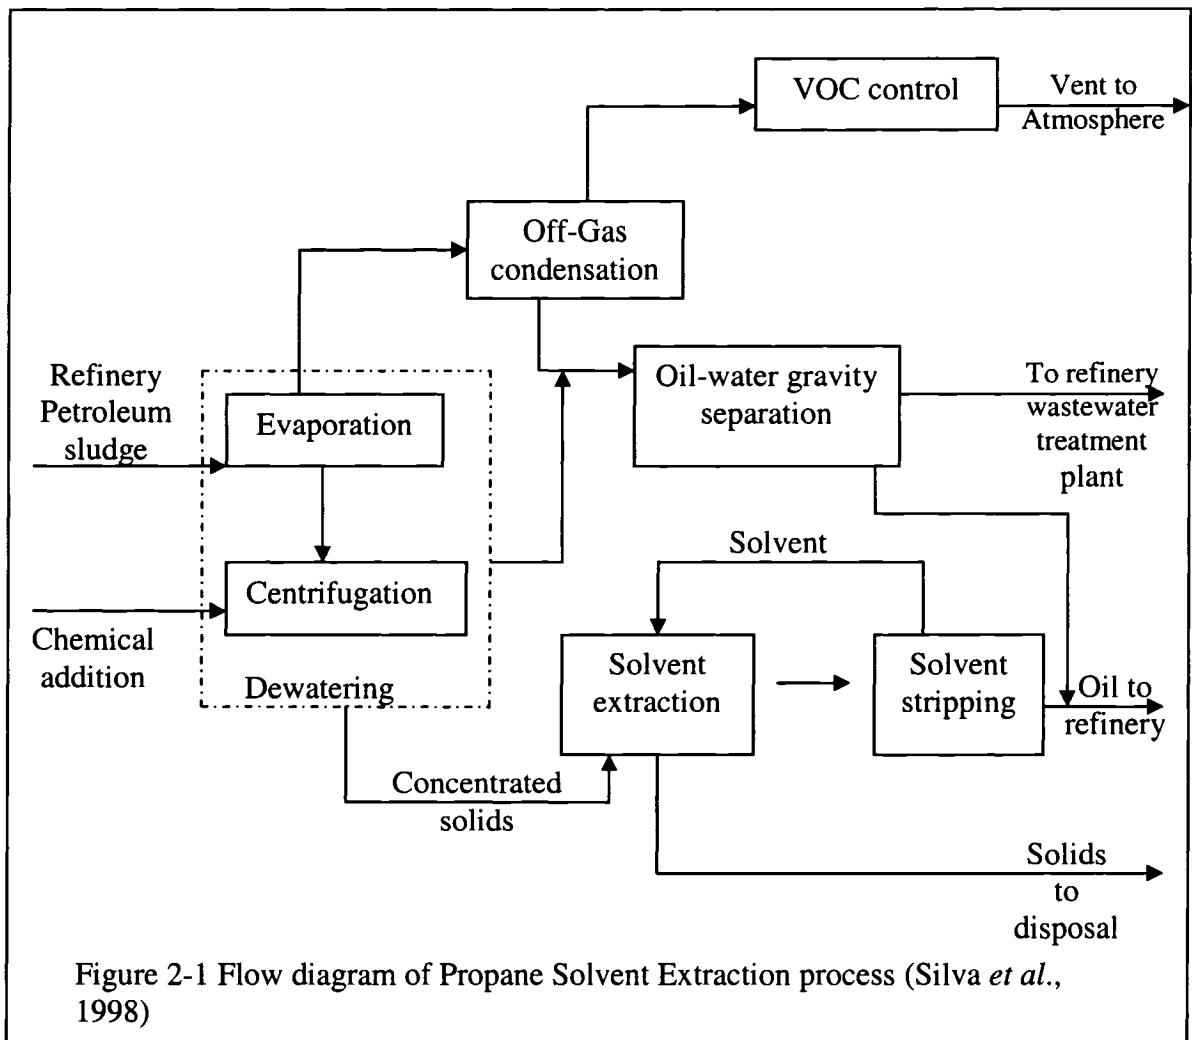 VOC control
Vent to
Atmosphere
Off-Gas
condensation
Refinery
Petroleum
sludge
Evaporation
Oil-water gravity
separation
To refinery
wastewater
treatment
plant
Solvent
Centrifugation
Chemical
addition
Dewatering
Solvent
extraction
Solvent
stripping
Oil to
refinery
Concentrated
solids
Solids
to
disposal
Figure 2-1 Flow diagram of Propane Solvent Extraction process (Silva et al.,
1998)